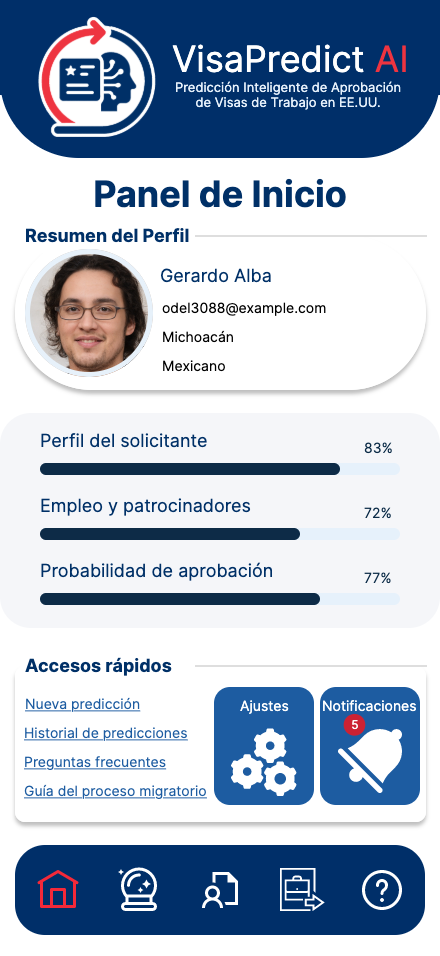 VisaPredict AI
Predicción Inteligente de Aprobación
de Visas de Trabajo en EE.UU.
Panel de Inicio
Resumen del Perfil
Gerardo Alba
odel3088@example.com
Michoacán
Mexicano
Perfil del solicitante
83%
Empleo y patrocinadores
72%
Probabilidad de aprobación
77%
Accesos rápidos
Nueva predicción
Historial de predicciones
Preguntas frecuentes
Guía del proceso migratorio
Ajustes
Notificaciones
5